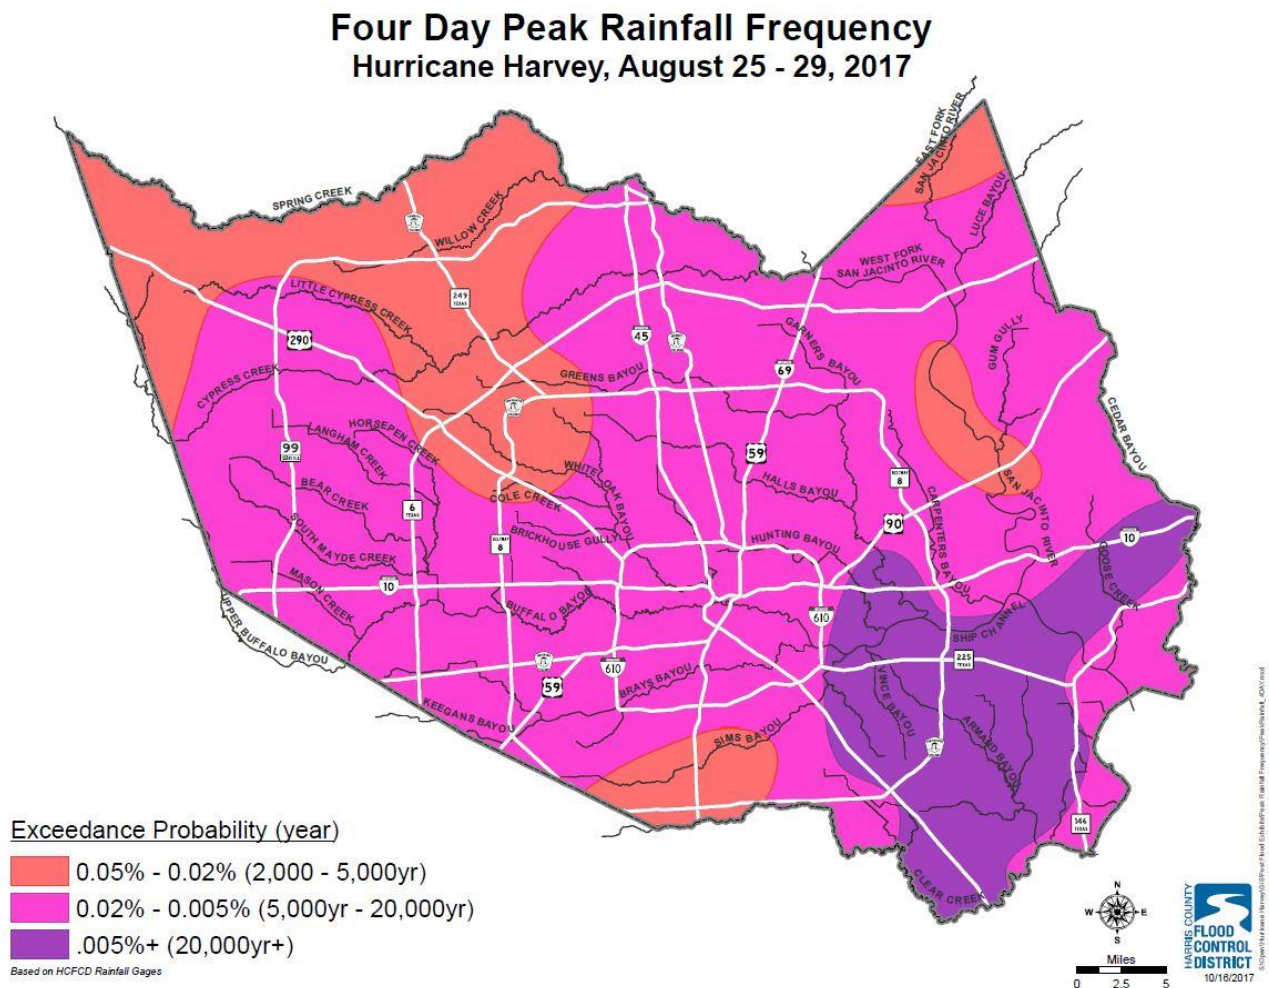 Four Day Peak Rainfall Frequency
Hurricane Harvey, August 25 - 29, 2017
EAST FORK
SAN JACINTO RIVER
SPRING CREEK
WILLOW CREEK
LUCE BAYOU
WEST FORK
SAN JACINTO RIVER
LITTLE CYPRESS CREEK
249
TEXAS
290
45
GARNERS BAYOU
GUM GULLY
69
GREENS BAYOU
CYPRESS CREEK
CEDAR BAYOU
HORSEPEN CREEK
LANGHAM CREEK
99
59
WHITE OAK BAYOU
HALLS BAYOU
BELTWAY
8
SAN JACINTO RIVER
BEAR CREEK
COLE CREEK
CARPENTERS BAYOU
6
TEXAS
90
SOUTH MAYDE CREEK
BRICKHOUSE GULLY
HUNTING BAYOU
10
BELTWAY
8
GOOSE CREEK
MASON CREEK
10
BUFFALO BAYOU
UPPER BUFFALO BAYOU
610
SHIP CHANNEL
225
TEXAS
610
59
BRAYS BAYOU
VINCE BAYOU
KEEGANS BAYOU
SIMS BAYOU
ARMAND BAYOU
146
TEXAS
CLEAR CREEK
Exceedance Probability (year)
0.05% - 0.02% (2,000 - 5,000yr)
0.02% - 0.005% (5,000yr - 20,000yr)
.005%+ (20,000yr+)
Based on HCFCD Rainfall Gages
N
W E
S
Miles
0 2.5 5
HARRIS COUNTY
FLOOD
CONTROL
DISTRICT
10/16/2017